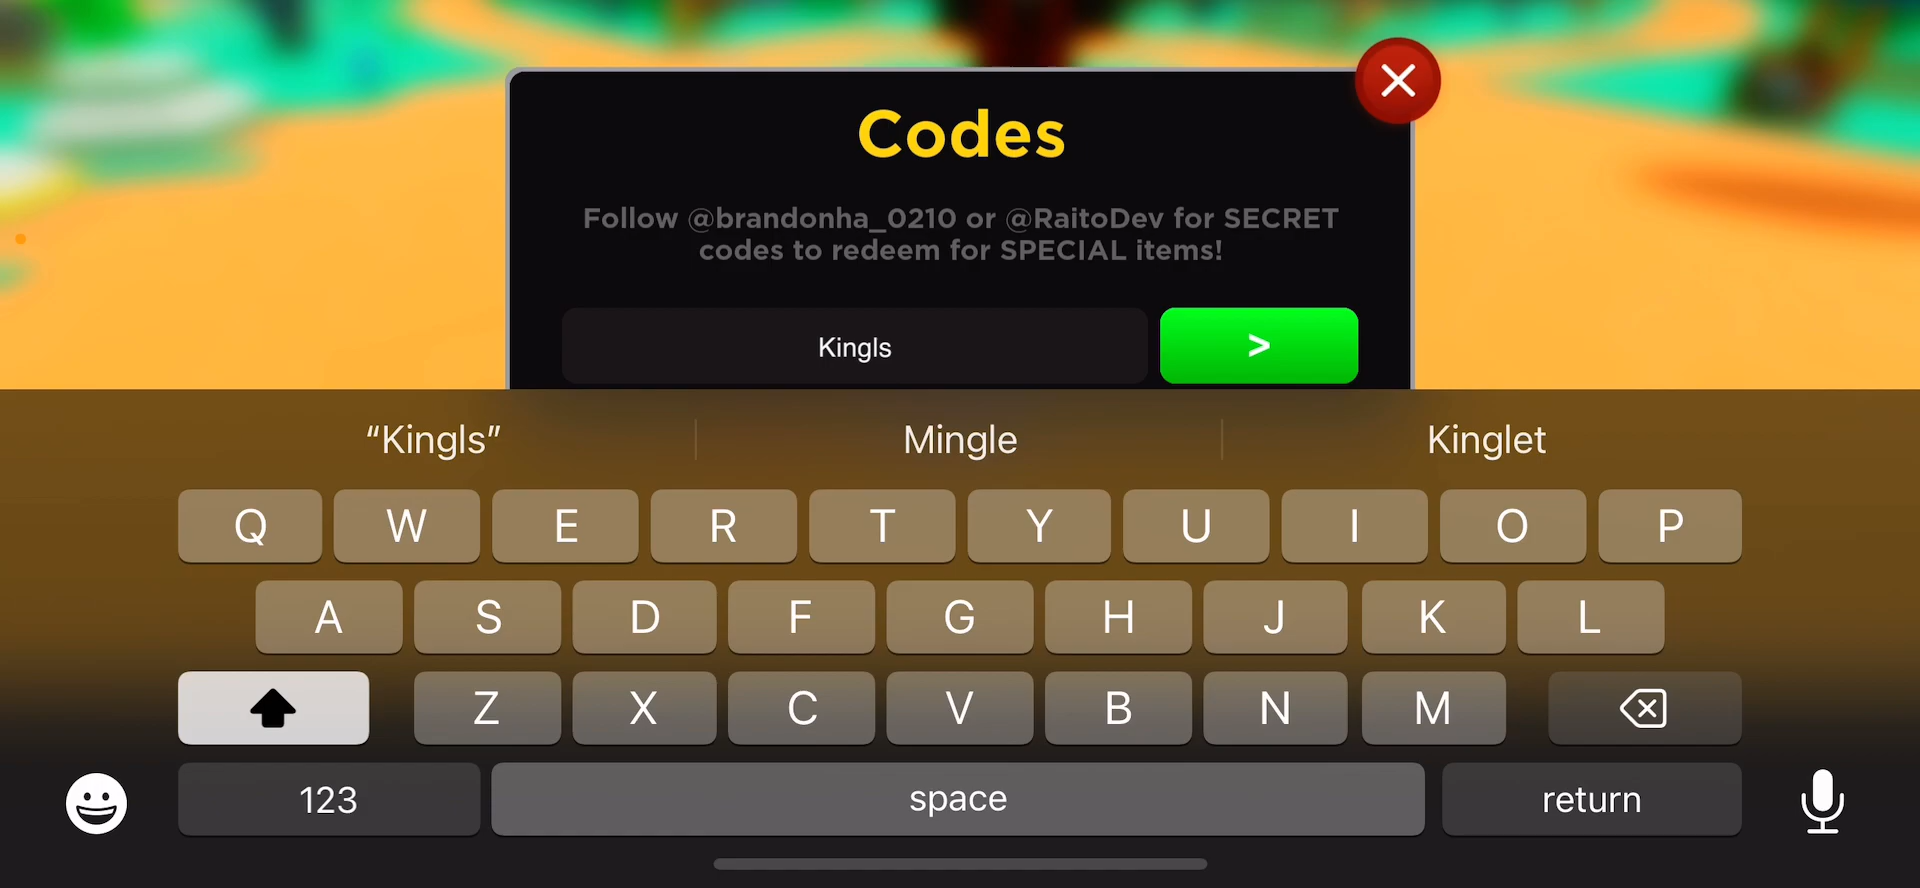 Codes
Follow @brandonha_0210 or @RaitoDev for SECRET
codes to redeem for SPECIAL items!
Kingls
>
“Kingls” Mingle Kinglet
Q W E R T Y U I O P
A S D F G H J K L
Z X C V B N M
123 space return